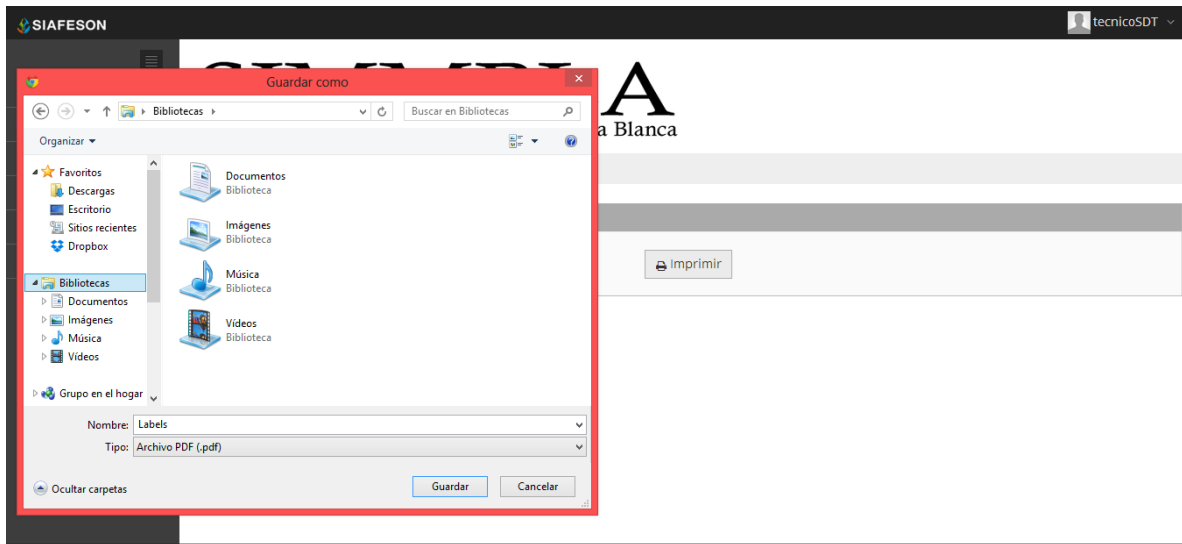 SIAFESON
tecnicoSDT
Guardar como
Bibliotecas
Buscar en Bibliotecas
Organizar
Favoritos
Descargas
Escritorio
Sitios recientes
Dropbox
Bibliotecas
Documentos
Imágenes
Música
Vídeos
Grupo en el hogar
Documentos
Biblioteca
Imágenes
Biblioteca
Música
Biblioteca
Vídeos
Biblioteca
Nombre: Labels
Tipo: Archivo PDF (.pdf)
Ocultar carpetas
Guardar
Cancelar
A
a Blanca
Imprimir